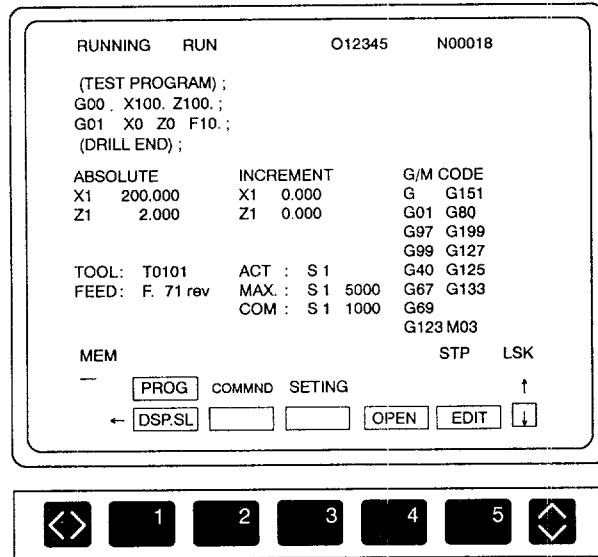 RUNNING RUN O12345 N00018
(TEST PROGRAM) ;
G00 . X100. Z100. ;
G01 X0 Z0 F10. ;
(DRILL END) ;
ABSOLUTE INCREMENT G/M CODE
X1 200.000 X1 0.000 G G151
Z1 2.000 Z1 0.000 G01 G80
G97 G199
G99 G127
TOOL: T0101 ACT : S 1 G40 G125
FEED: F. 71 rev MAX. : S 1 5000 G67 G133
COM : S 1 1000 G69
G123 M03
MEM STP LSK
PROG COMMND SETING ↑
← DSP.SL OPEN EDIT ↓
1 2 3 4 5